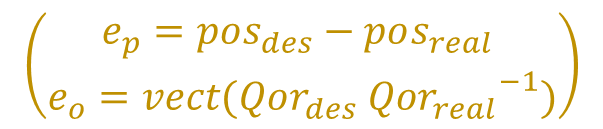 e_p = pos_des − pos_real
e_o = vect(Qor_des Qor_real^−1)